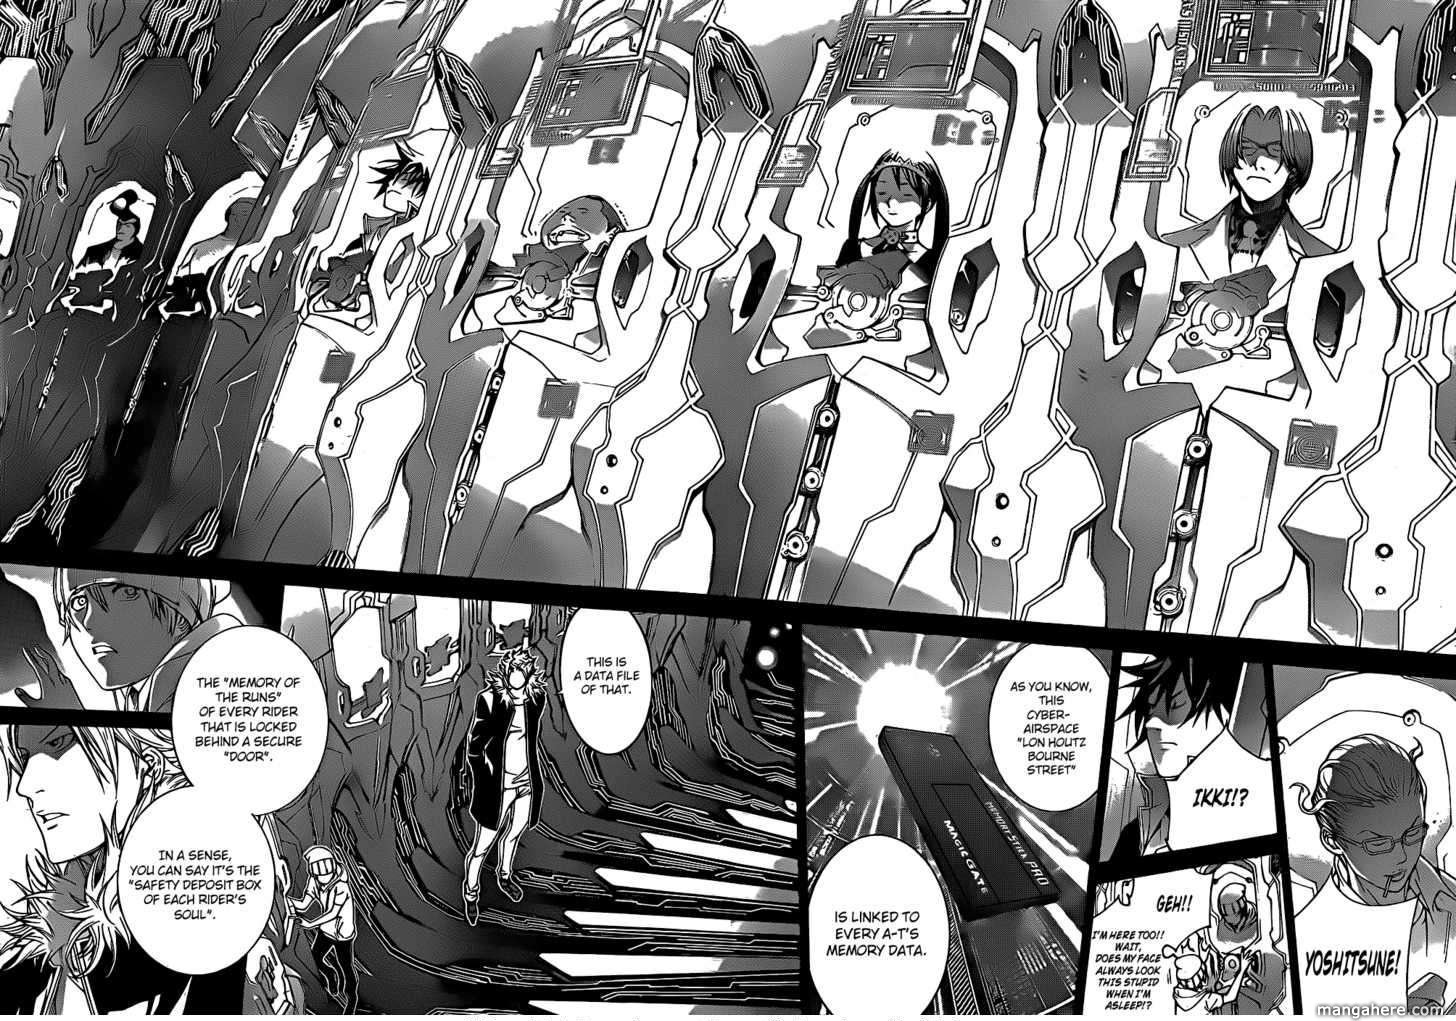 IKKI!?
YOSHITSUNE!
GEH!!
I'M HERE TOO!!
WAIT,
DOES MY FACE
ALWAYS LOOK
THIS STUPID
WHEN I'M
ASLEEP!?
AS YOU KNOW,
THIS
CYBER-
AIRSPACE
"LON HOUTZ
BOURNE
STREET"
MEMORY STICK PRO
MAGIC GATE
IS LINKED TO
EVERY A-T'S
MEMORY DATA.
THIS IS
A DATA FILE
OF THAT.
THE "MEMORY OF
THE RUNS"
OF EVERY RIDER
THAT IS LOCKED
BEHIND A SECURE
"DOOR".
IN A SENSE,
YOU CAN SAY IT'S THE
"SAFETY DEPOSIT BOX
OF EACH RIDER'S
SOUL".
mangahere.com